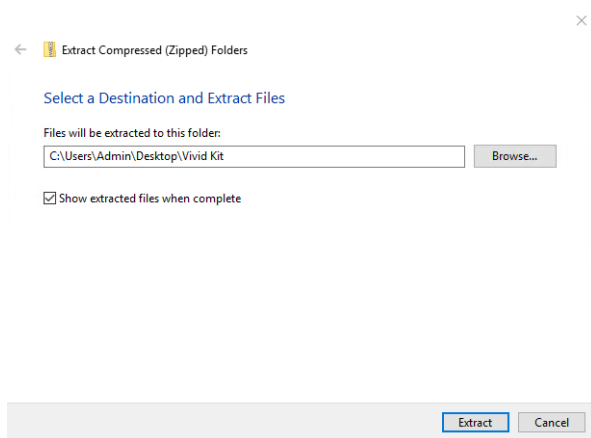 Extract Compressed (Zipped) Folders
Select a Destination and Extract Files
Files will be extracted to this folder:
C:\Users\Admin\Desktop\Vivid Kit
Browse...
Show extracted files when complete
Extract
Cancel